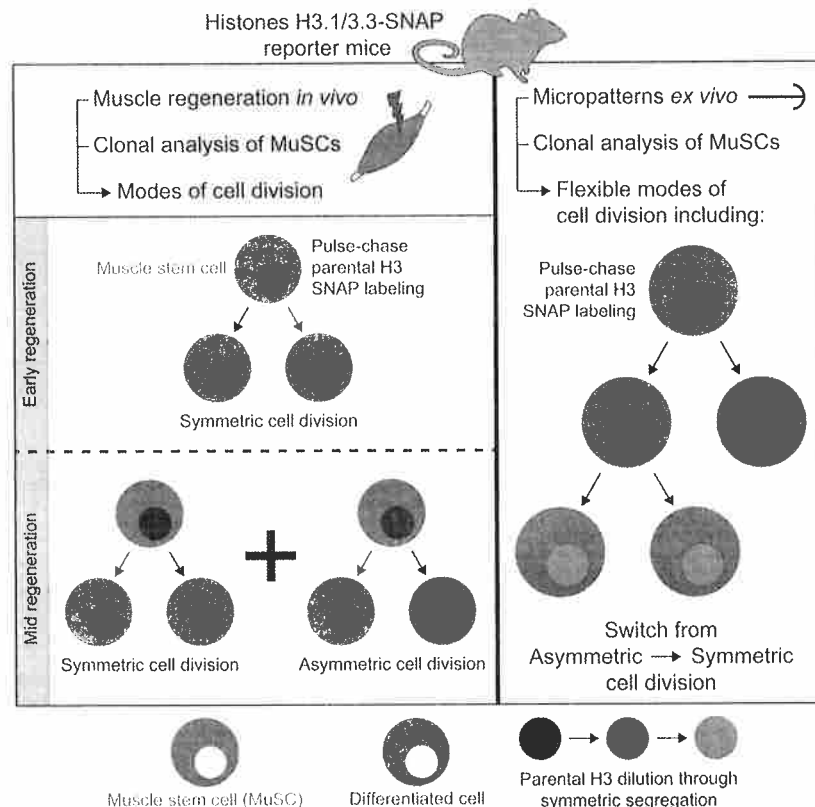 Histones H3.1/3.3-SNAP
reporter mice
Muscle regeneration in vivo
Clonal analysis of MuSCs
Modes of cell division
Early regeneration
Muscle stem cell
Pulse-chase
parental H3
SNAP labeling
Symmetric cell division
Mid regeneration
Symmetric cell division
Asymmetric cell division
Micropatterns ex vivo
Clonal analysis of MuSCs
Flexible modes of
cell division including:
Pulse-chase
parental H3
SNAP labeling
Switch from
Asymmetric → Symmetric
cell division
Muscle stem cell (MuSC)
Differentiated cell
Parental H3 dilution through
symmetric segregation